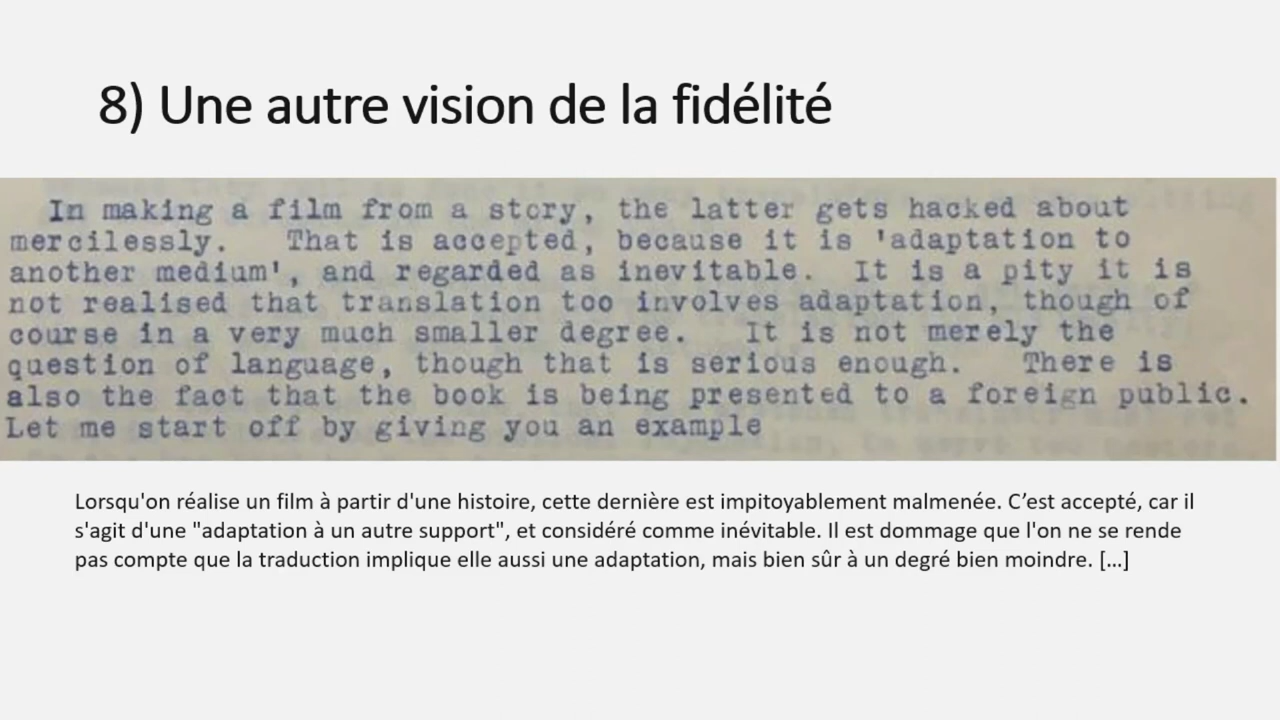 8) Une autre vision de la fidélité
In making a film from a story, the latter gets hacked about
mercilessly. That is accepted, because it is 'adaptation to
another medium', and regarded as inevitable. It is a pity it is
not realised that translation too involves adaptation, though of
course in a very much smaller degree. It is not merely the
question of language, though that is serious enough. There is
also the fact that the book is being presented to a foreign public.
Let me start off by giving you an example
Lorsqu'on réalise un film à partir d'une histoire, cette dernière est impitoyablement malmenée. C’est accepté, car il
s'agit d'une "adaptation à un autre support", et considéré comme inévitable. Il est dommage que l'on ne se rende
pas compte que la traduction implique elle aussi une adaptation, mais bien sûr à un degré bien moindre. […]